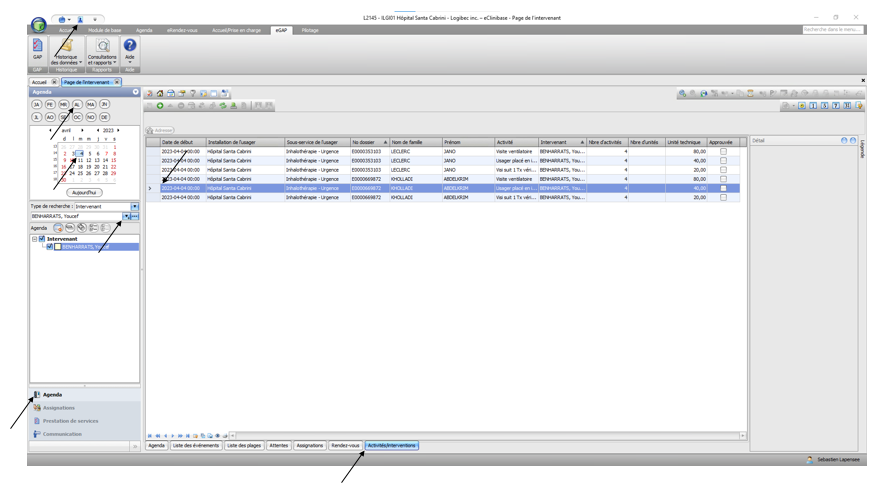 L2145 - ILGI01 Hôpital Santa Cabrini - Logibec inc. – eClinibase - Page de l'intervenant
Accueil Module de base Agenda eRendez-vous Accueil/Prise en charge eGAP Pilotage Recherche dans le menu...
GAP Historique des données Consultations et rapports Aide
GAP Historique Rapports Aide
Accueil Page de l'intervenant
Agenda
JA FE MR AL MA JN
JL AO SE OC NO DE
avril 2023
d l m m j v s
1
2 3 4 5 6 7 8
9 10 11 12 13 14 15
16 17 18 19 20 21 22
23 24 25 26 27 28 29
30
Aujourd'hui
Type de recherche : Intervenant
BENHARRATS, Youcef
Agenda
Intervenant
BENHARRATS, Youcef
Agenda
Assignations
Prestation de services
Communication
Adresser
Date de début Installation de l'usager Sous-service de l'usager No dossier Nom de famille Prénom Activité Intervenant Nbre d'activités Nbre d'unités Unité technique Approuvée
2023-04-04 00:00 Hôpital Santa Cabrini Inhalothérapie - Urgence E0000353103 LECLERC JANO Visite ventilatoire BENHARRATS, You... 4 80,00
2023-04-04 00:00 Hôpital Santa Cabrini Inhalothérapie - Urgence E0000353103 LECLERC JANO Usager placé en i... BENHARRATS, You... 4 40,00
2023-04-04 00:00 Hôpital Santa Cabrini Inhalothérapie - Urgence E0000353103 LECLERC JANO Visi suit 1 Tx vén... BENHARRATS, You... 4 20,00
2023-04-04 00:00 Hôpital Santa Cabrini Inhalothérapie - Urgence E0000669872 KHOLLADI ABDELKRIM Visite ventilatoire BENHARRATS, You... 4 80,00
2023-04-04 00:00 Hôpital Santa Cabrini Inhalothérapie - Urgence E0000669872 KHOLLADI ABDELKRIM Usager placé en i... BENHARRATS, You... 4 40,00
2023-04-04 00:00 Hôpital Santa Cabrini Inhalothérapie - Urgence E0000669872 KHOLLADI ABDELKRIM Visi suit 1 Tx vén... BENHARRATS, You... 4 20,00
Détail
Légende
Agenda Liste des événements Liste des plages Attentes Assignations Rendez-vous Activités/Interventions
Sebastien Lapensee